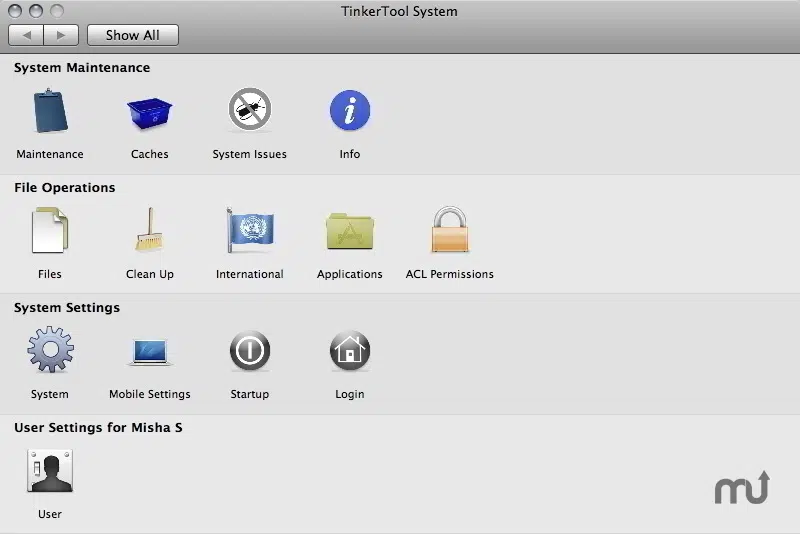 TinkerTool System
Show All
System Maintenance
Maintenance Caches System Issues Info
File Operations
Files Clean Up International Applications ACL Permissions
System Settings
System Mobile Settings Startup Login
User Settings for Misha S
User
mu